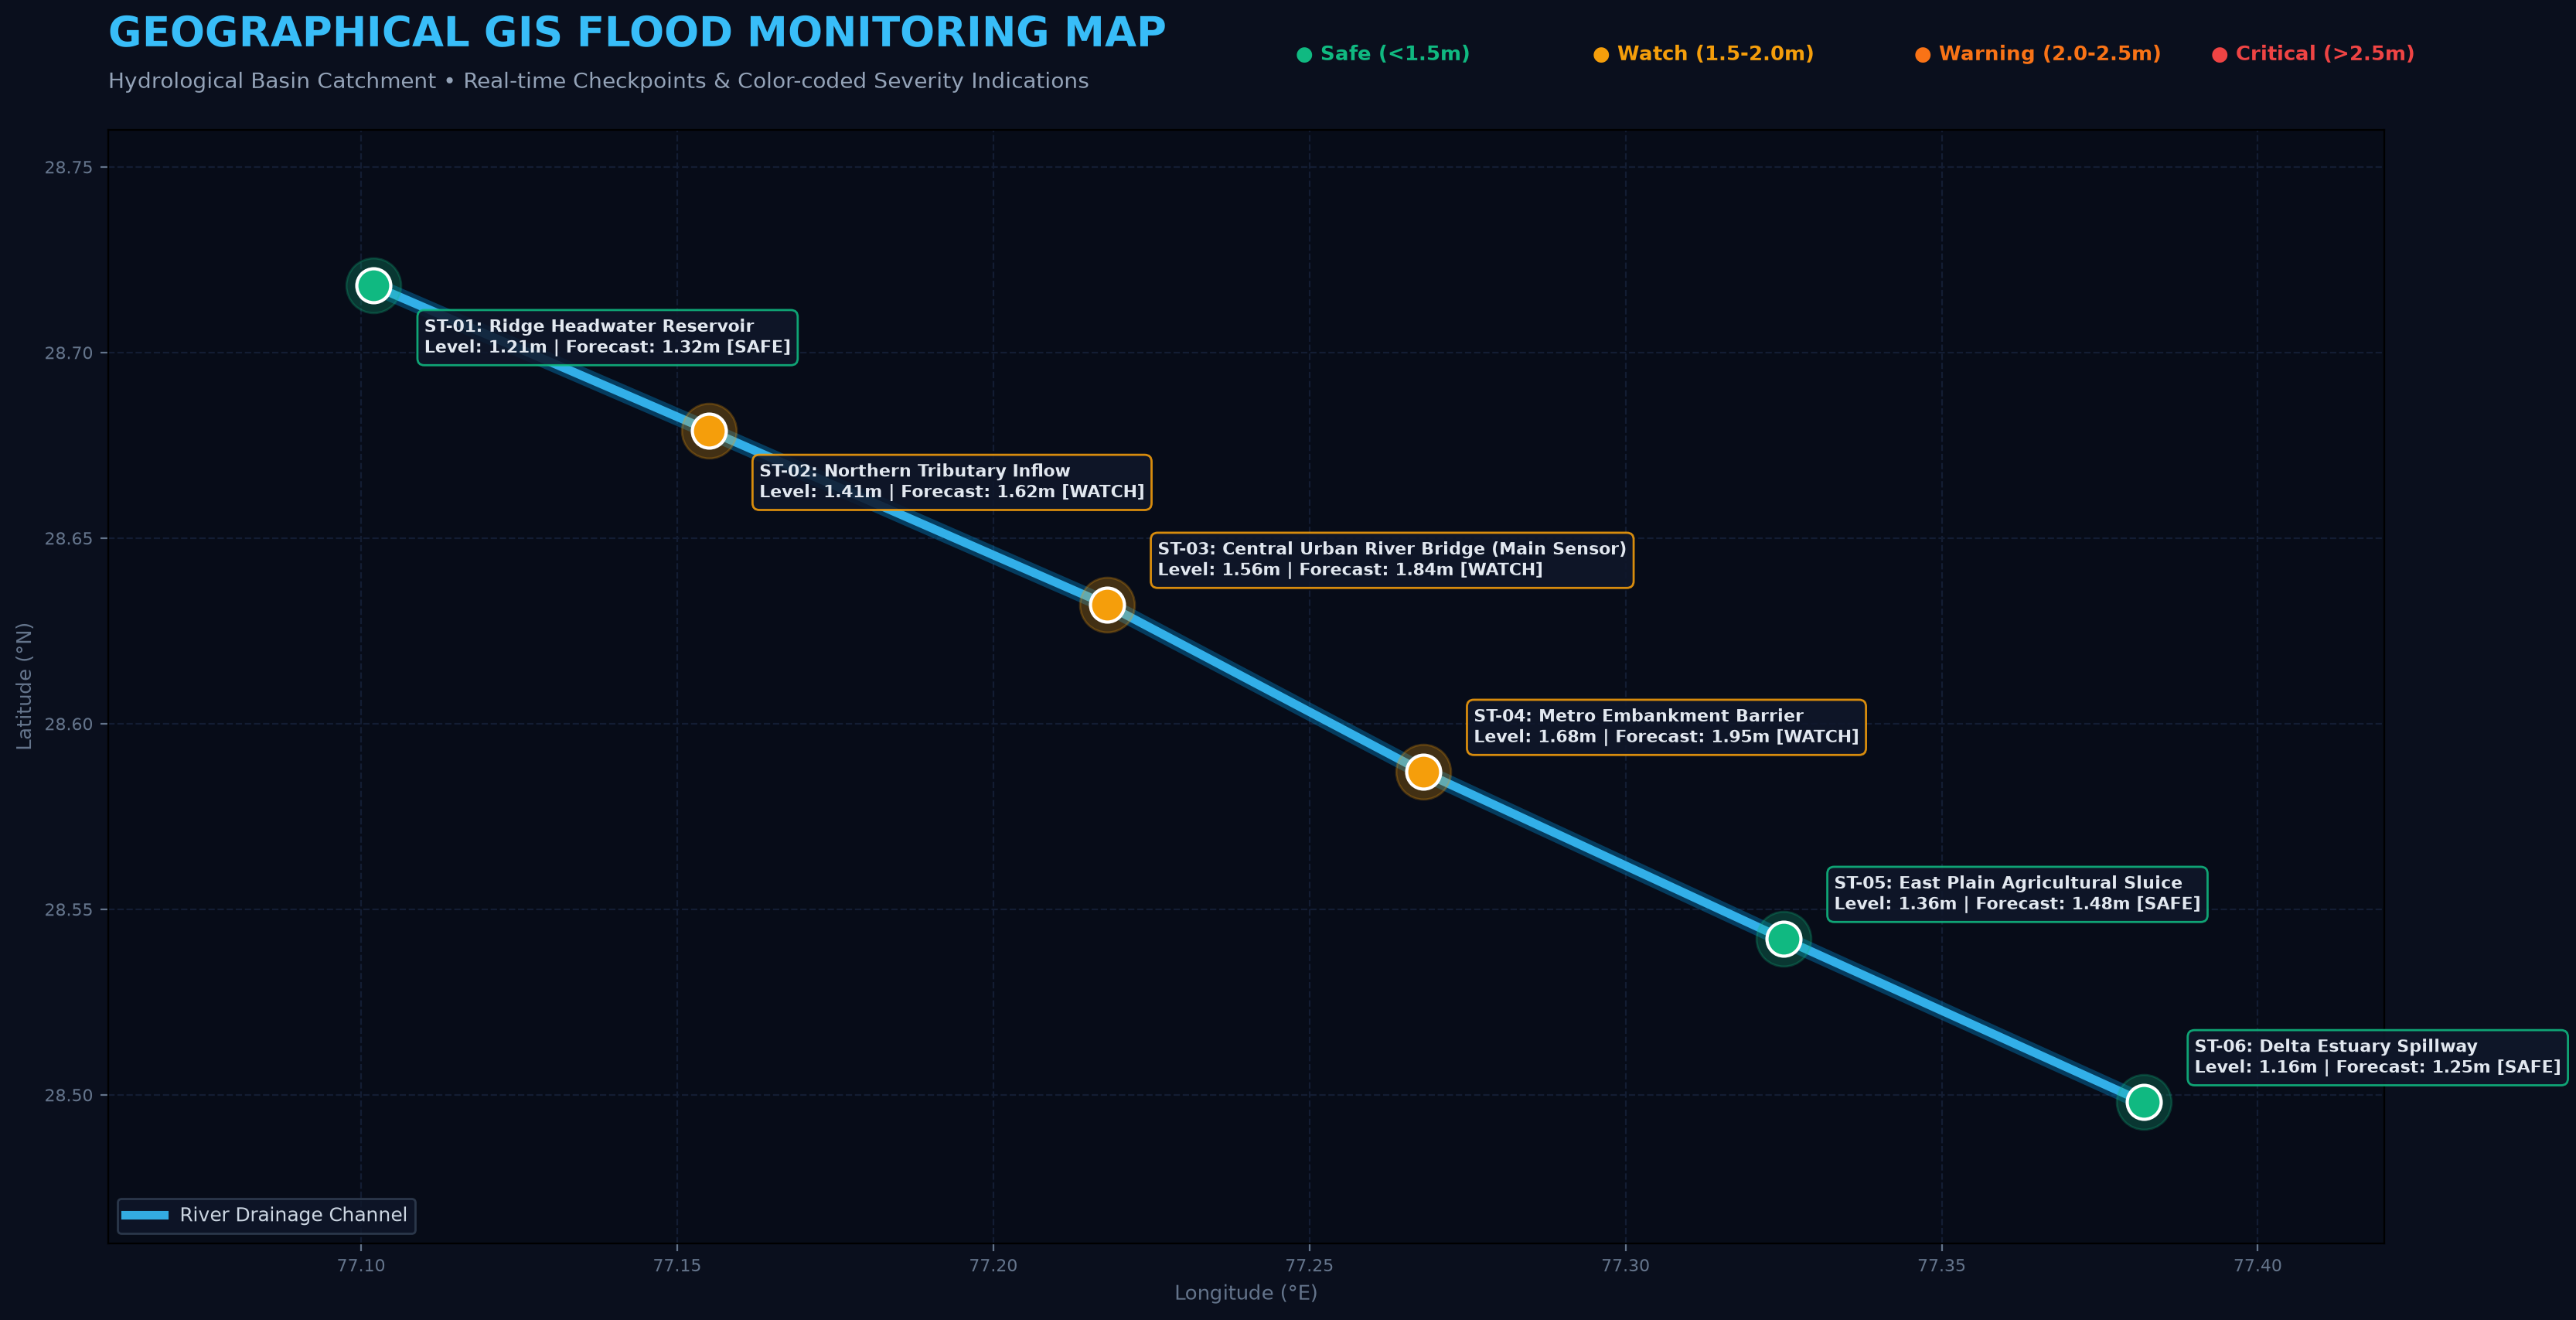 GEOGRAPHICAL GIS FLOOD MONITORING MAP
Hydrological Basin Catchment • Real-time Checkpoints & Color-coded Severity Indications
● Safe (<1.5m)
● Watch (1.5-2.0m)
● Warning (2.0-2.5m)
● Critical (>2.5m)
Latitude (°N)
28.75
28.70
28.65
28.60
28.55
28.50
ST-01: Ridge Headwater Reservoir
Level: 1.21m | Forecast: 1.32m [SAFE]
ST-02: Northern Tributary Inflow
Level: 1.41m | Forecast: 1.62m [WATCH]
ST-03: Central Urban River Bridge (Main Sensor)
Level: 1.56m | Forecast: 1.84m [WATCH]
ST-04: Metro Embankment Barrier
Level: 1.68m | Forecast: 1.95m [WATCH]
ST-05: East Plain Agricultural Sluice
Level: 1.36m | Forecast: 1.48m [SAFE]
ST-06: Delta Estuary Spillway
Level: 1.16m | Forecast: 1.25m [SAFE]
River Drainage Channel
77.10
77.15
77.20
77.25
77.30
77.35
77.40
Longitude (°E)